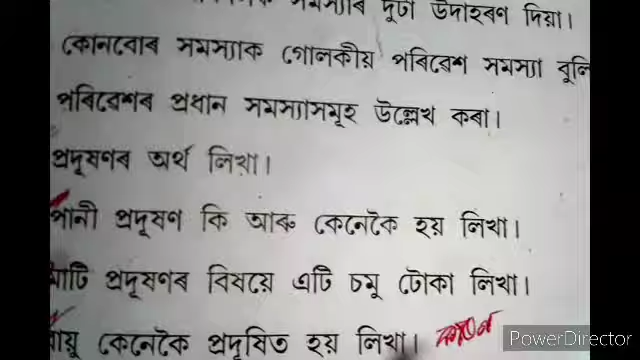 সমস্যাৰ দুটা উদাহৰণ দিয়া।
কোনবোৰ সমস্যাক গোলকীয় পৰিৱেশ সমস্যা বুলি
পৰিৱেশৰ প্ৰধান সমস্যাসমূহ উল্লেখ কৰা।
প্ৰদূষণৰ অৰ্থ লিখা।
পানী প্ৰদূষণ কি আৰু কেনেকৈ হয় লিখা।
মাটি প্ৰদূষণৰ বিষয়ে এটি চমু টোকা লিখা।
বায়ু কেনেকৈ প্ৰদূষিত হয় লিখা।
PowerDirector